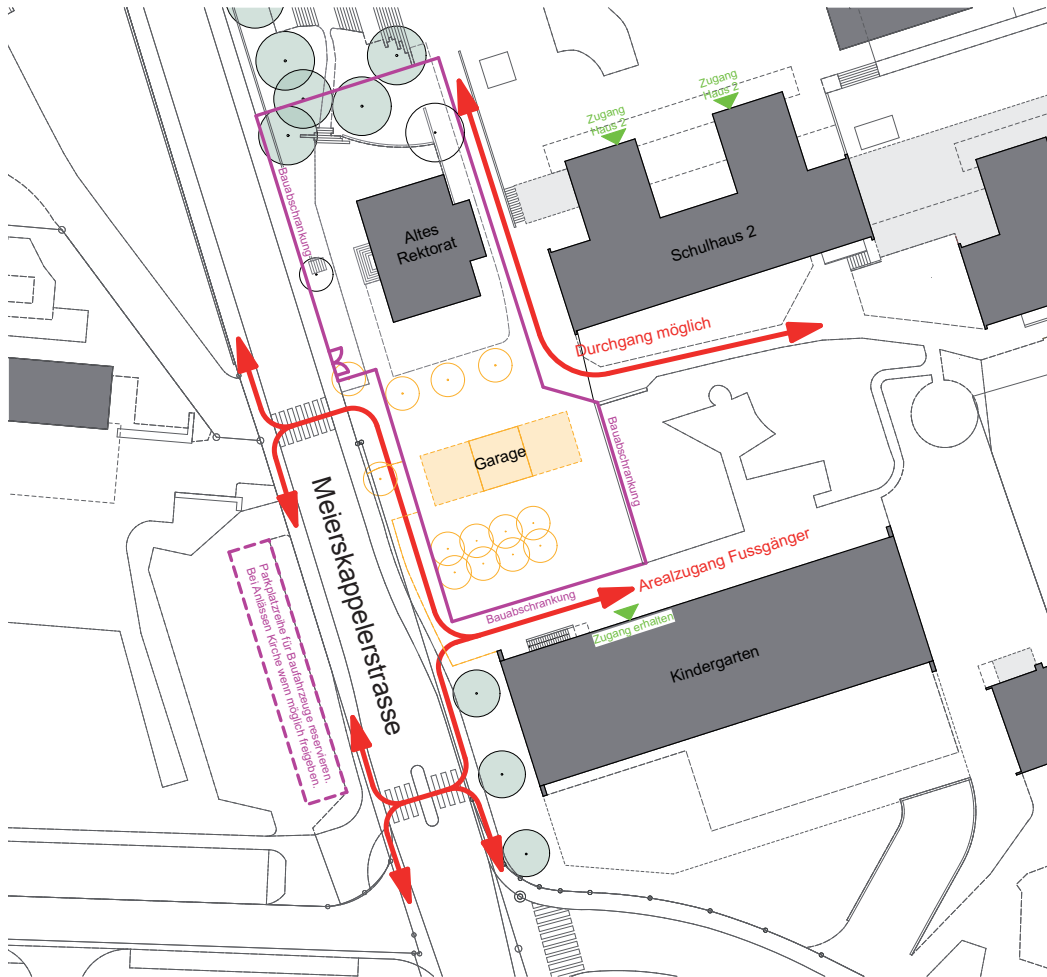 Zugang
Haus 2
Zugang
Haus 2
Bauabschrankung
Altes
Rektorat
Schulhaus 2
Durchgang möglich
Garage
Bauabschrankung
Meierskappelerstrasse
Parkplatzreihe für Baufahrzeuge reservieren.
Bei Anlässen Kirche wenn möglich freigeben.
Arealzugang Fussgänger
Bauabschrankung
Zugang erhalten
Kindergarten